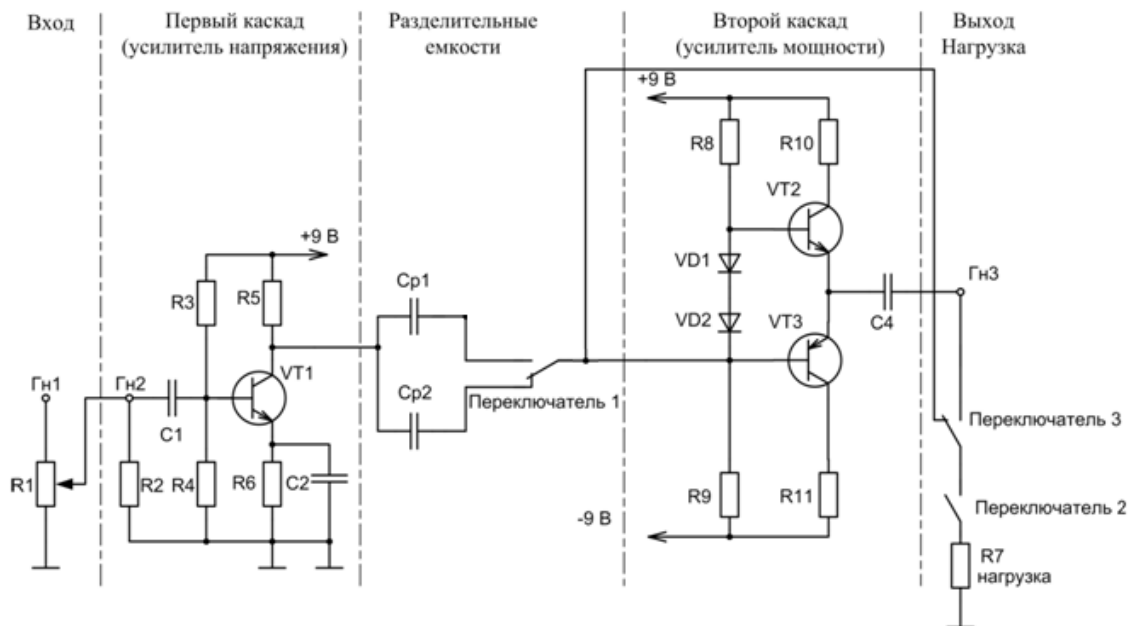 Вход
Первый каскад
(усилитель напряжения)
Разделительные
емкости
Второй каскад
(усилитель мощности)
Выход
Нагрузка
+9 В
R8
R10
VT2
+9 В
VD1
Ср1
Гн3
R3
R5
VD2
VT3
C4
Гн1
Гн2
VT1
Ср2
Переключатель 1
C1
Переключатель 3
R1
R2
R4
R6
C2
R9
R11
-9 В
Переключатель 2
R7
нагрузка